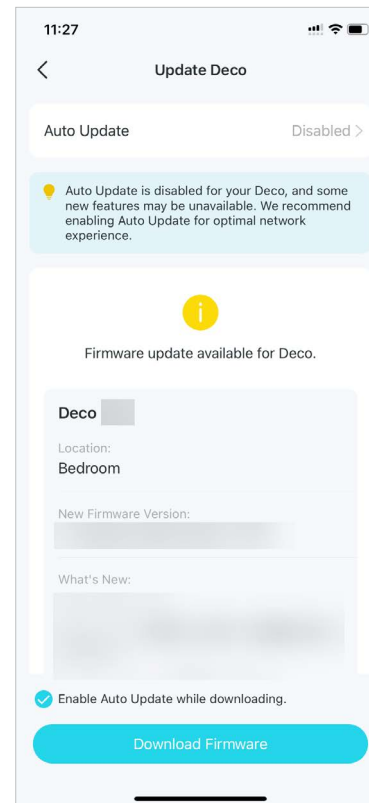 11:27
Update Deco
Auto Update
Disabled
Auto Update is disabled for your Deco, and some
new features may be unavailable. We recommend
enabling Auto Update for optimal network
experience.
Firmware update available for Deco.
Deco
Location:
Bedroom
New Firmware Version:
What's New:
Enable Auto Update while downloading.
Download Firmware